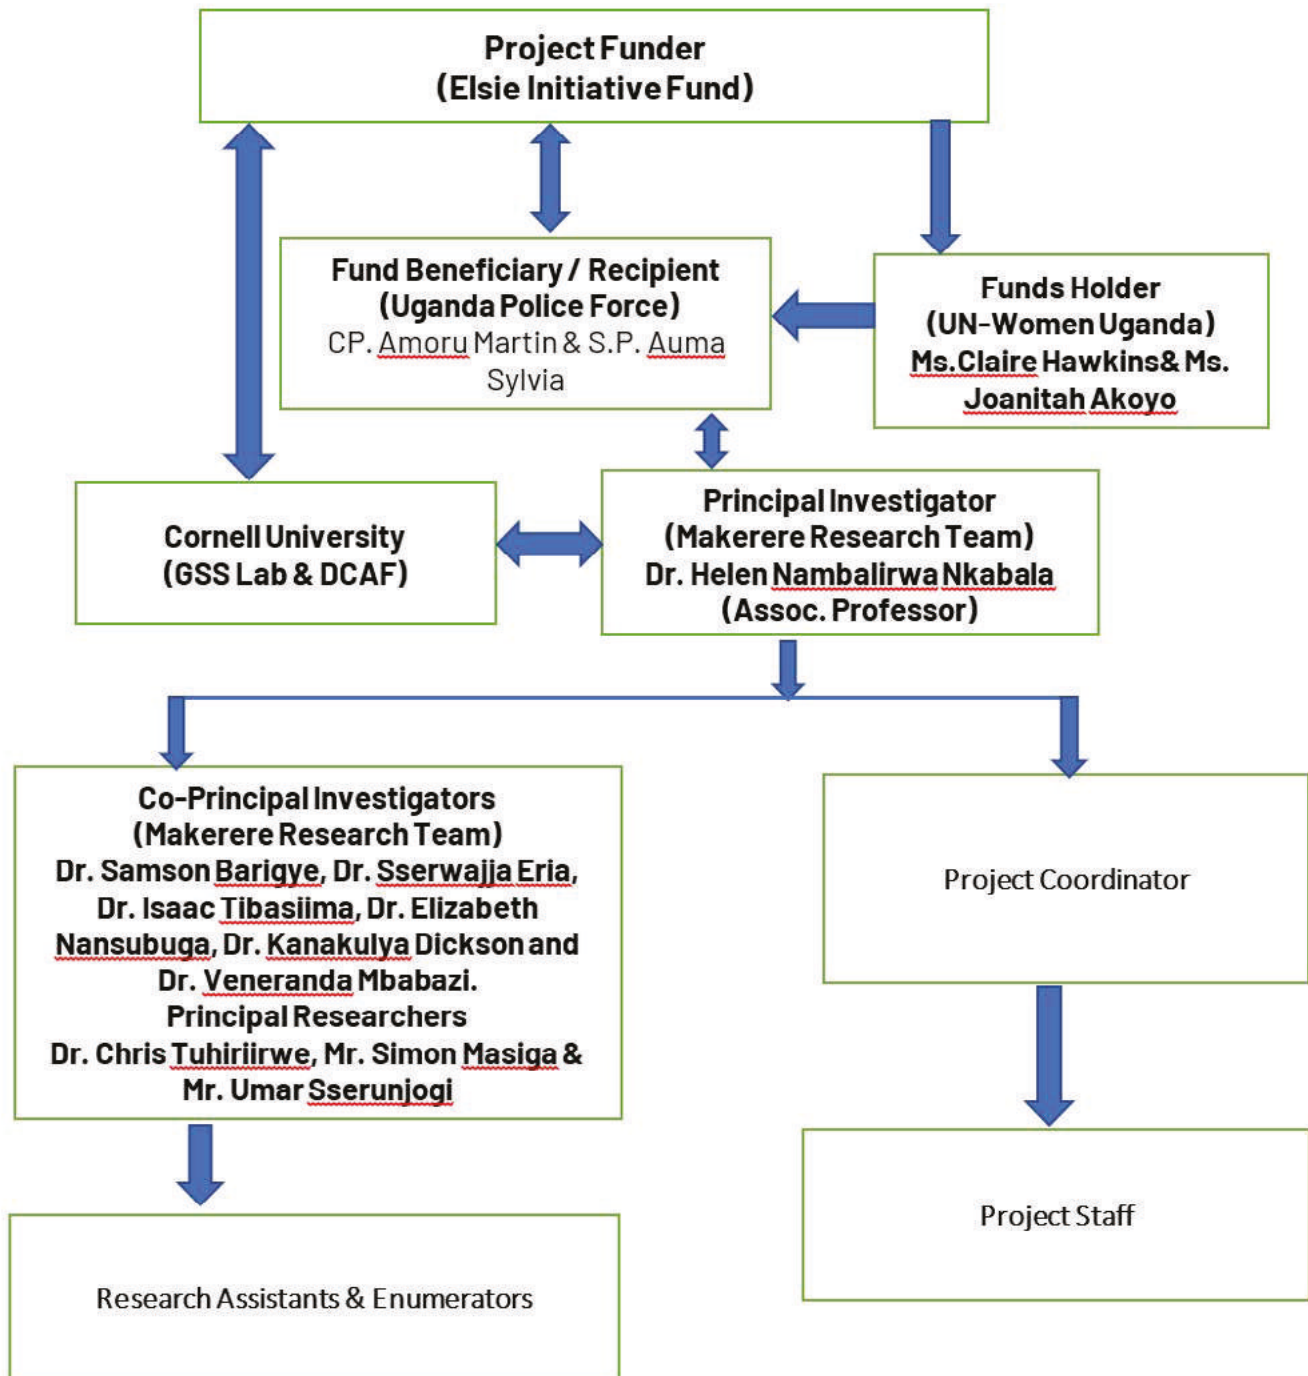 Project Funder
(Elsie Initiative Fund)
Fund Beneficiary / Recipient
(Uganda Police Force)
CP. Amoru Martin & S.P. Auma
Sylvia
Funds Holder
(UN-Women Uganda)
Ms.Claire Hawkins& Ms.
Joanitah Akoyo
Cornell University
(GSS Lab & DCAF)
Principal Investigator
(Makerere Research Team)
Dr. Helen Nambalirwa Nkabala
(Assoc. Professor)
Co-Principal Investigators
(Makerere Research Team)
Dr. Samson Barigye, Dr. Sserwajja Eria,
Dr. Isaac Tibasiima, Dr. Elizabeth
Nansubuga, Dr. Kanakulya Dickson and
Dr. Veneranda Mbabazi.
Principal Researchers
Dr. Chris Tuhiriirwe, Mr. Simon Masiga &
Mr. Umar Sserunjogi
Project Coordinator
Research Assistants & Enumerators
Project Staff